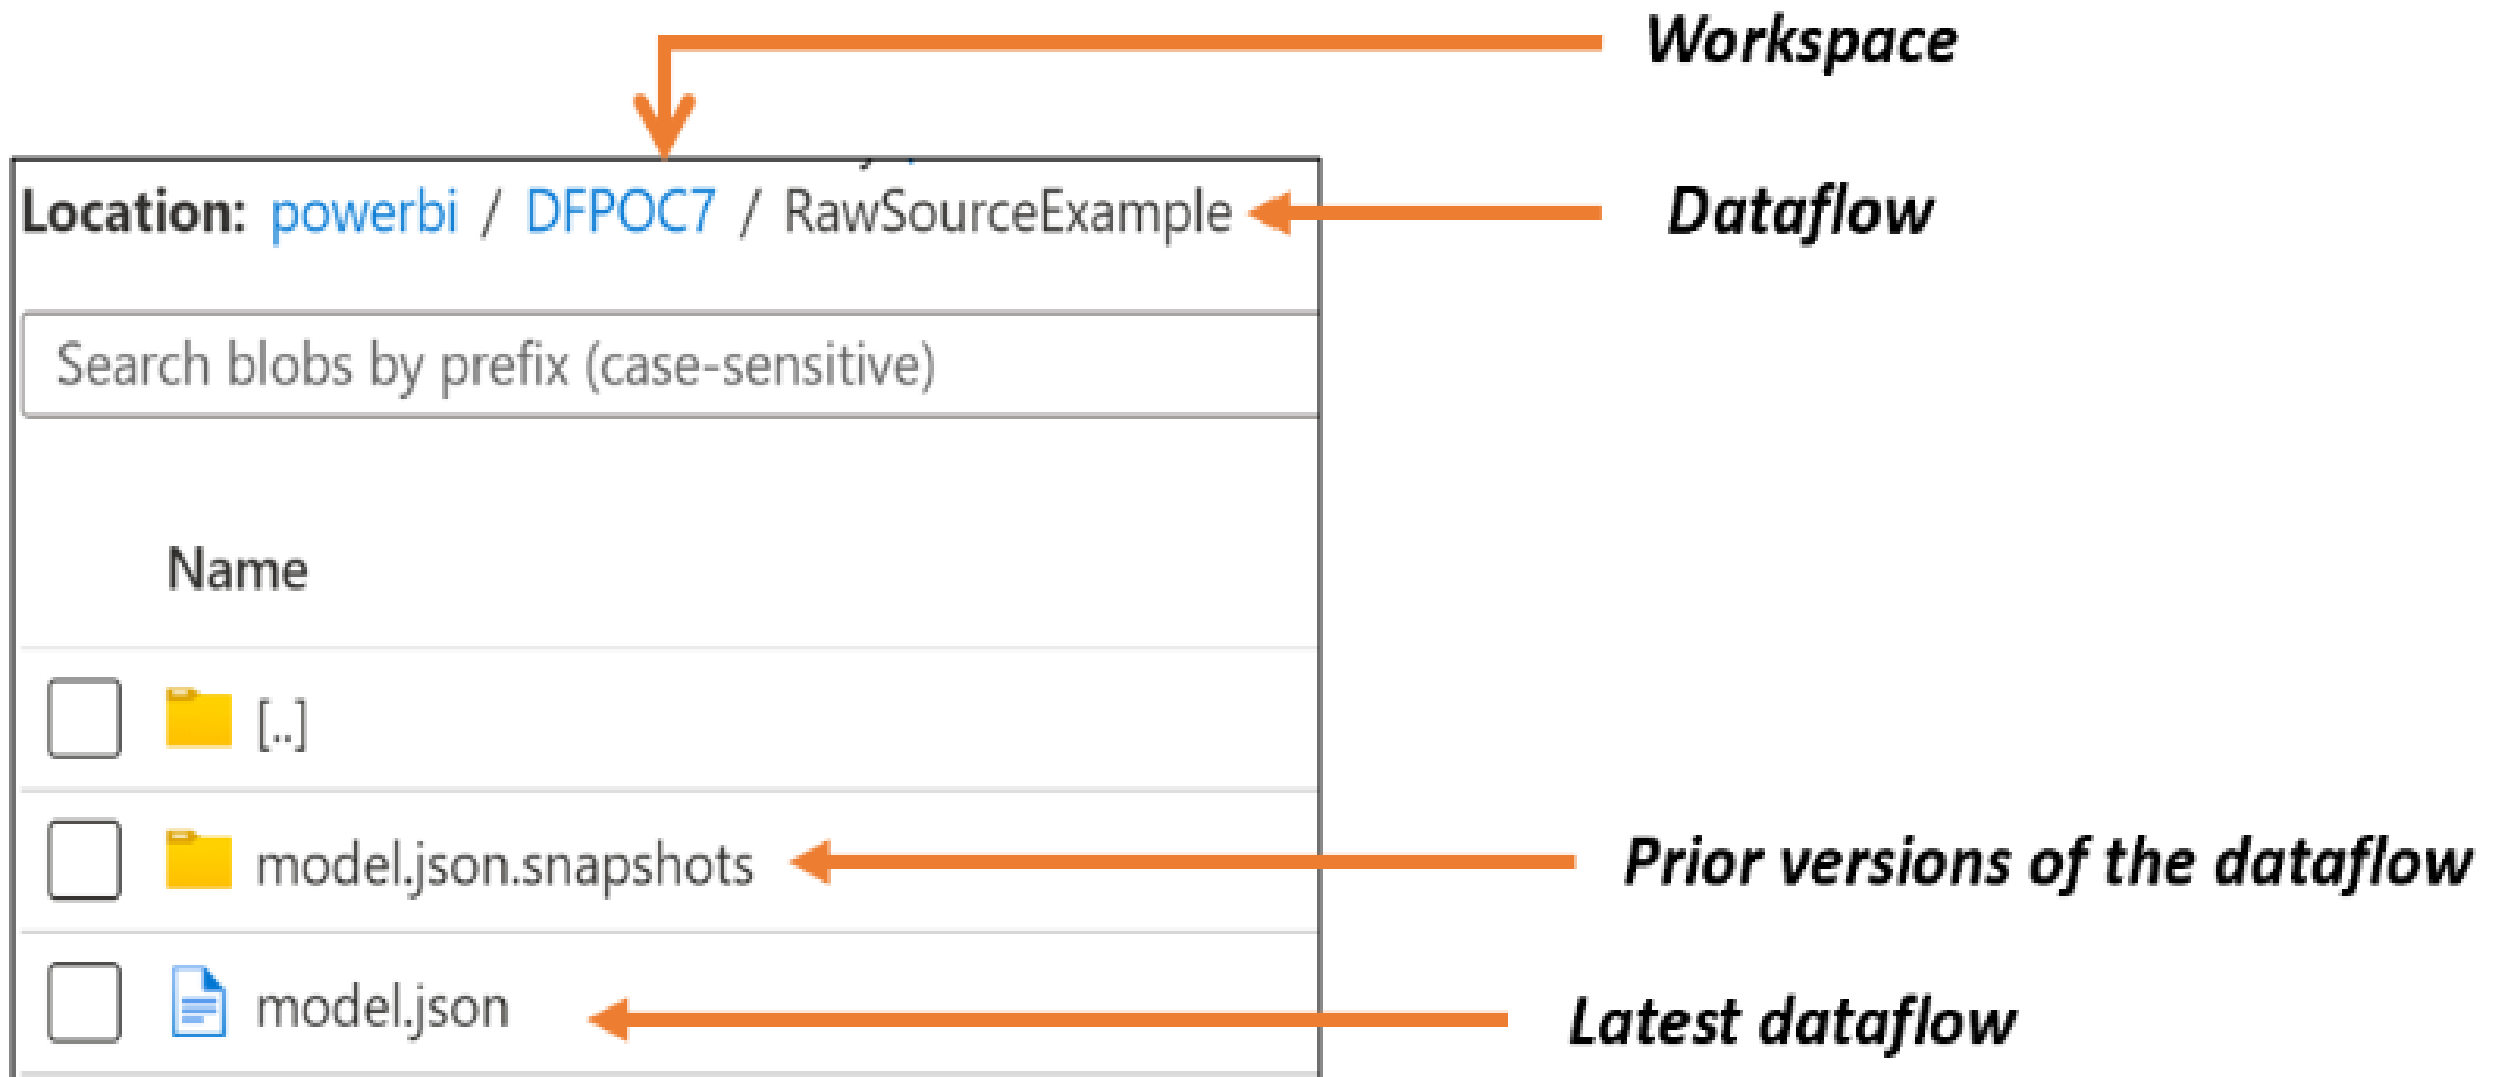 Workspace
Location: powerbi / DFPOC7 / RawSourceExample
Dataflow
Search blobs by prefix (case-sensitive)
Name
[..]
model.json.snapshots
Prior versions of the dataflow
model.json
Latest dataflow